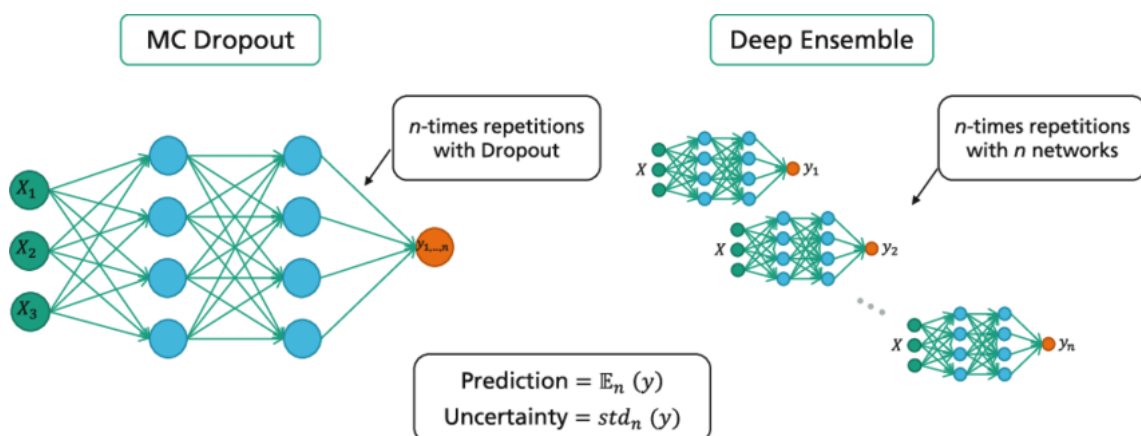 MC Dropout
n-times repetitions
with Dropout
X₁
X₂
X₃
y₁,...,ₙ
Deep Ensemble
n-times repetitions
with n networks
X
y₁
X
y₂
X
yₙ
Prediction = 𝔼ₙ (y)
Uncertainty = stdₙ (y)